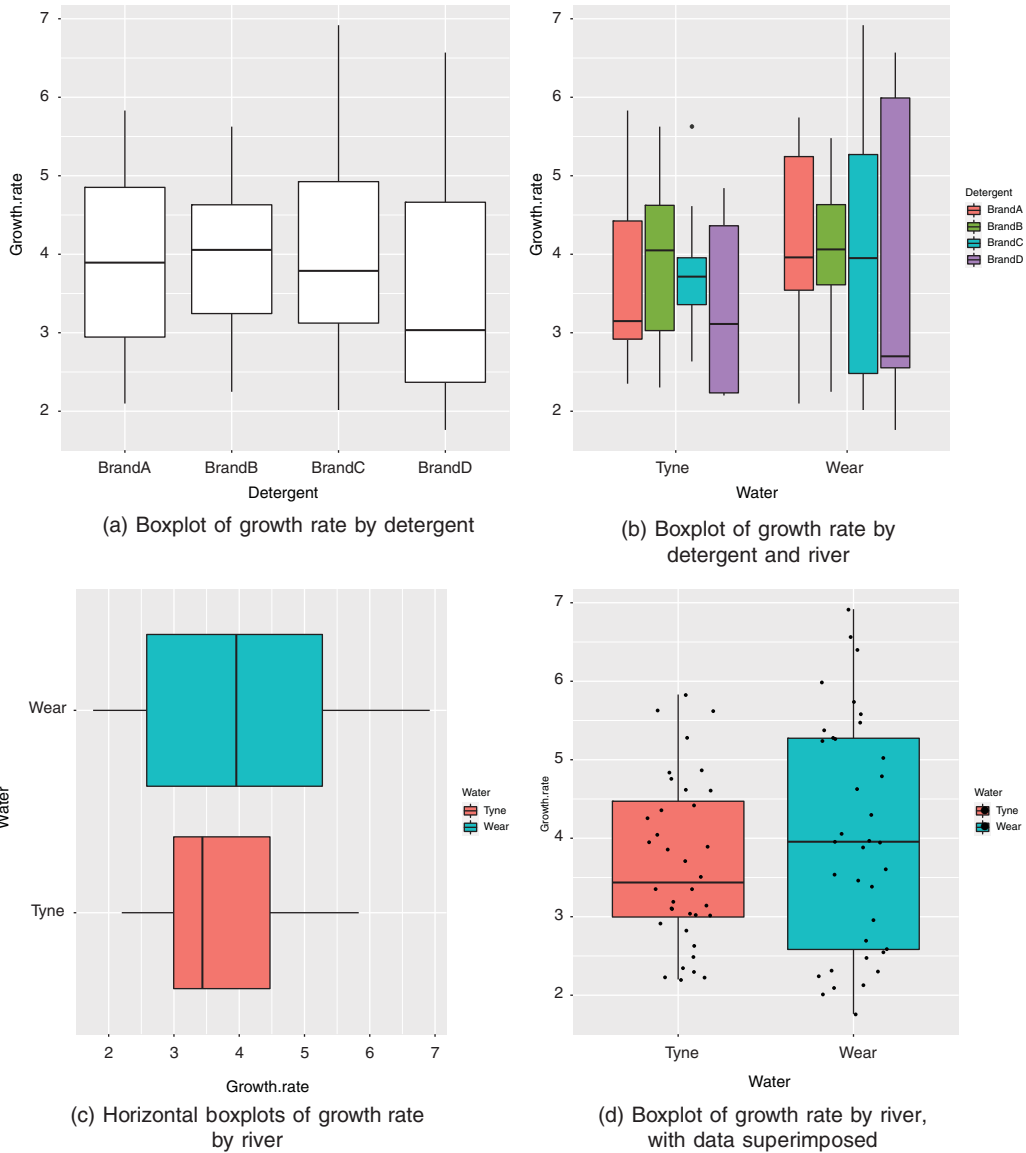 7
6
5
4
3
2
Growth.rate
BrandA BrandB BrandC BrandD
Detergent
(a) Boxplot of growth rate by detergent
7
6
5
4
3
2
Growth.rate
Tyne Wear
Water
Detergent
BrandA
BrandB
BrandC
BrandD
(b) Boxplot of growth rate by
detergent and river
Water
Wear
Tyne
2 3 4 5 6 7
Growth.rate
Water
Tyne
Wear
(c) Horizontal boxplots of growth rate
by river
7
6
5
4
3
2
Growth.rate
Tyne Wear
Water
Water
Tyne
Wear
(d) Boxplot of growth rate by river,
with data superimposed